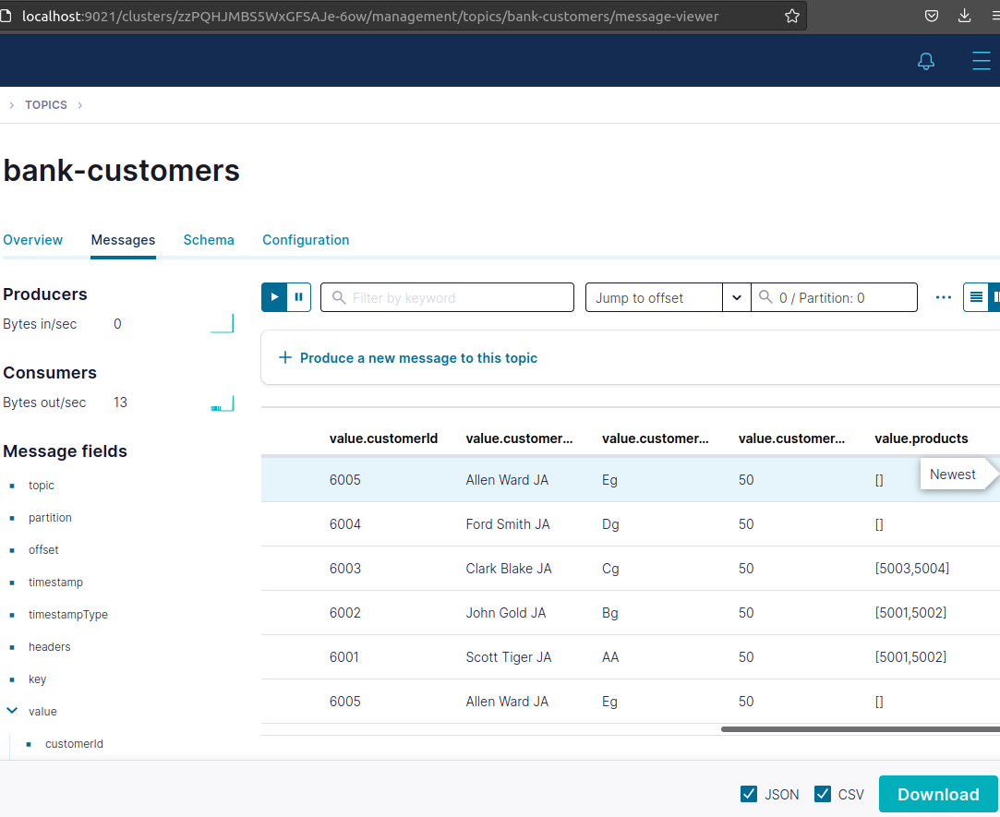 localhost:9021/clusters/zzPQHJMBS5WxGFSAJe-6ow/management/topics/bank-customers/message-viewer
TOPICS
bank-customers
Overview Messages Schema Configuration
Producers
Bytes in/sec 0
Consumers
Bytes out/sec 13
Message fields
topic
partition
offset
timestamp
timestampType
headers
key
value
customerId
Filter by keyword Jump to offset 0 / Partition: 0
Produce a new message to this topic
value.customerId value.customer... value.customer... value.customer... value.products
6005 Allen Ward JA Eg 50 [] Newest
6004 Ford Smith JA Dg 50 []
6003 Clark Blake JA Cg 50 [5003,5004]
6002 John Gold JA Bg 50 [5001,5002]
6001 Scott Tiger JA AA 50 [5001,5002]
6005 Allen Ward JA Eg 50 []
JSON CSV Download